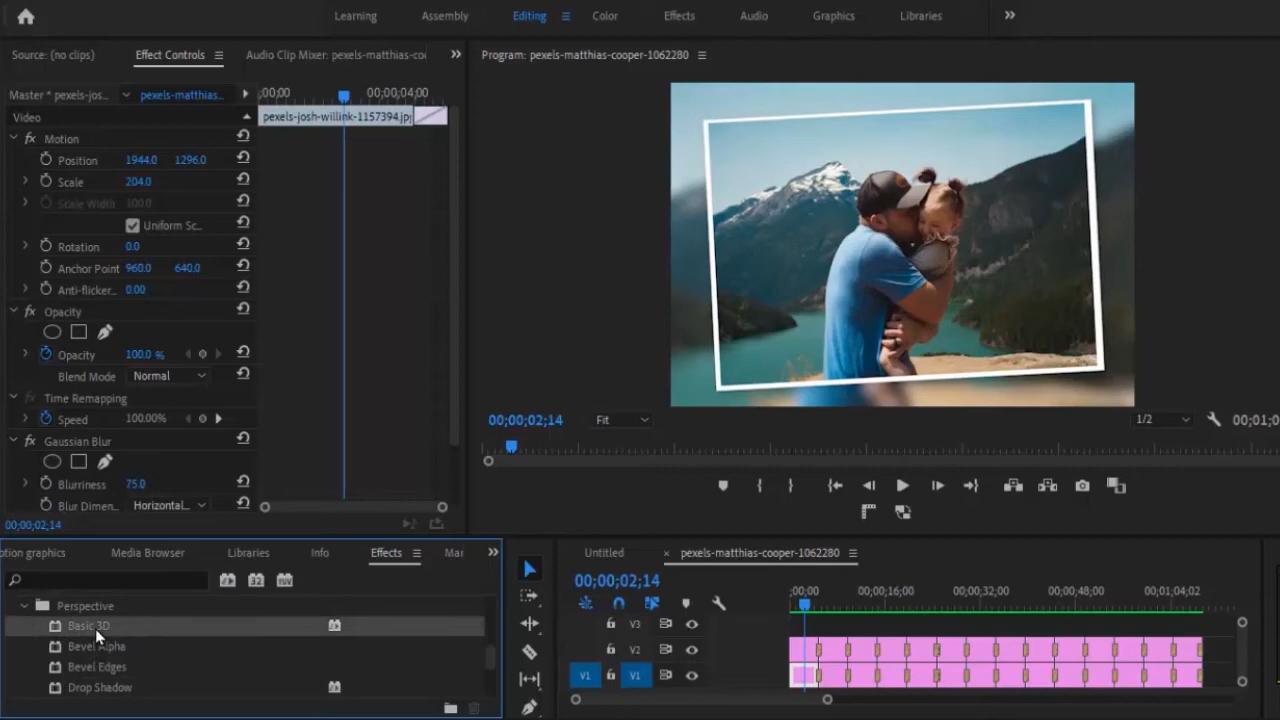 Learning Assembly Editing Color Effects Audio Graphics Libraries
Source: (no clips) Effect Controls Audio Clip Mixer: pexels-matthias-co
Program: pexels-matthias-cooper-1062280
Master * pexels-jos... pexels-matthias...
;00;00 00;00;04;00
Video
pexels-josh-willink-1157394.jp
fx Motion
Position 1944.0 1296.0
Scale 204.0
Scale Width 100.0
Uniform Sc...
Rotation 0.0
Anchor Point 960.0 640.0
Anti-flicker... 0.00
fx Opacity
Opacity 100.0 %
Blend Mode Normal
fx Time Remapping
Speed 100.00%
fx Gaussian Blur
Blurriness 75.0
Blur Dimen... Horizontal...
00;00;02;14
00;00;02;14 Fit 1/2 00;01;0
otion graphics Media Browser Libraries Info Effects Mar
32 YUV
Perspective
Basic 3D
Bevel Alpha
Bevel Edges
Drop Shadow
Untitled × pexels-matthias-cooper-1062280
00;00;02;14
;00;00 00;00;16;00 00;00;32;00 00;00;48;00 00;01;04;02
V3
V2
V1 V1